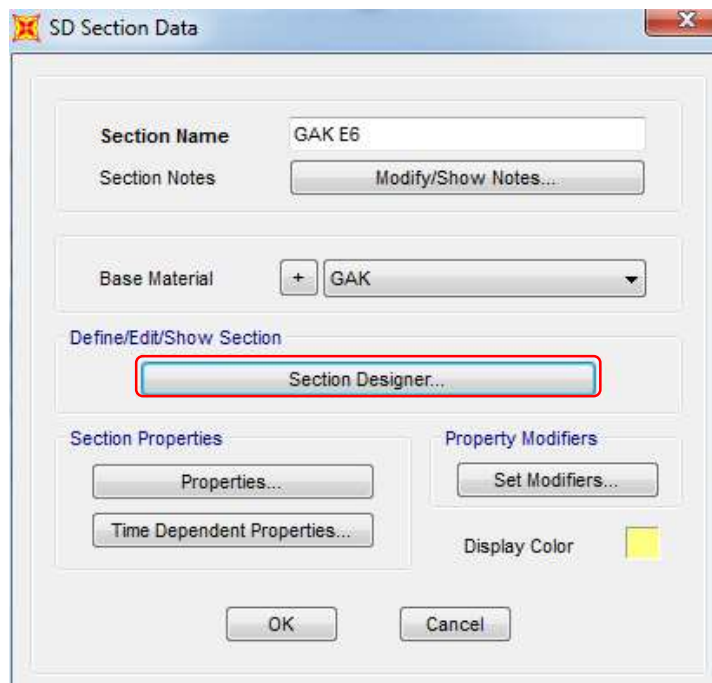 SD Section Data
Section Name GAK E6
Section Notes Modify/Show Notes...
Base Material + GAK
Define/Edit/Show Section
Section Designer...
Section Properties Property Modifiers
Properties... Set Modifiers...
Time Dependent Properties...
Display Color
OK Cancel